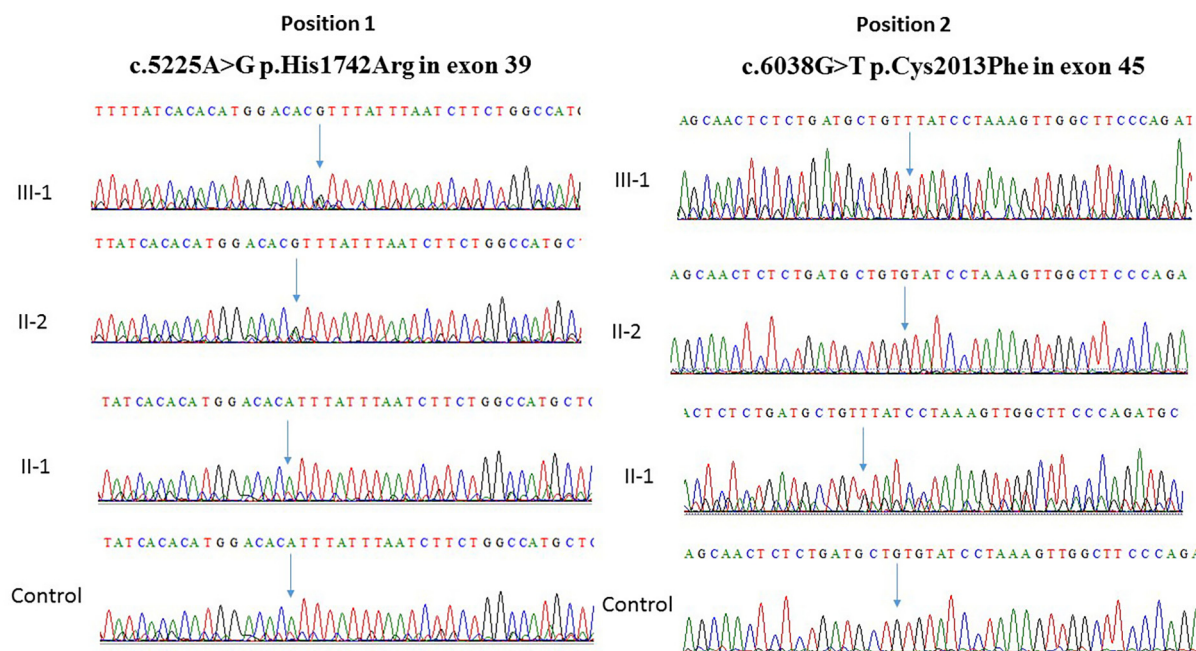 Position 1
c.5225A>G p.His1742Arg in exon 39
TTTTATCACACATGGACACGTTTATTTAATCTTCTGGCCATG
III-1
TTATCACACATGGACACGTTTATTTAATCTTCTGGCCATGC
II-2
TATCACACATGGACACATTTATTTAATCTTCTGGCCATGCTC
II-1
TATCACACATGGACACATTTATTTAATCTTCTGGCCATGCTC
Control
Position 2
c.6038G>T p.Cys2013Phe in exon 45
AGCAACTCTCTGATGCTGTTTATCCTAAAGTTGGCTTCCCAGAT
III-1
AGCAACTCTCTGATGCTGTGTATCCTAAAGTTGGCTTCCCAGA
II-2
ACTCTCTGATGCTGTTTATCCTAAAGTTGGCTTCCCAGATGC
II-1
AGCAACTCTCTGATGCTGTGTATCCTAAAGTTGGCTTCCCAGA
Control